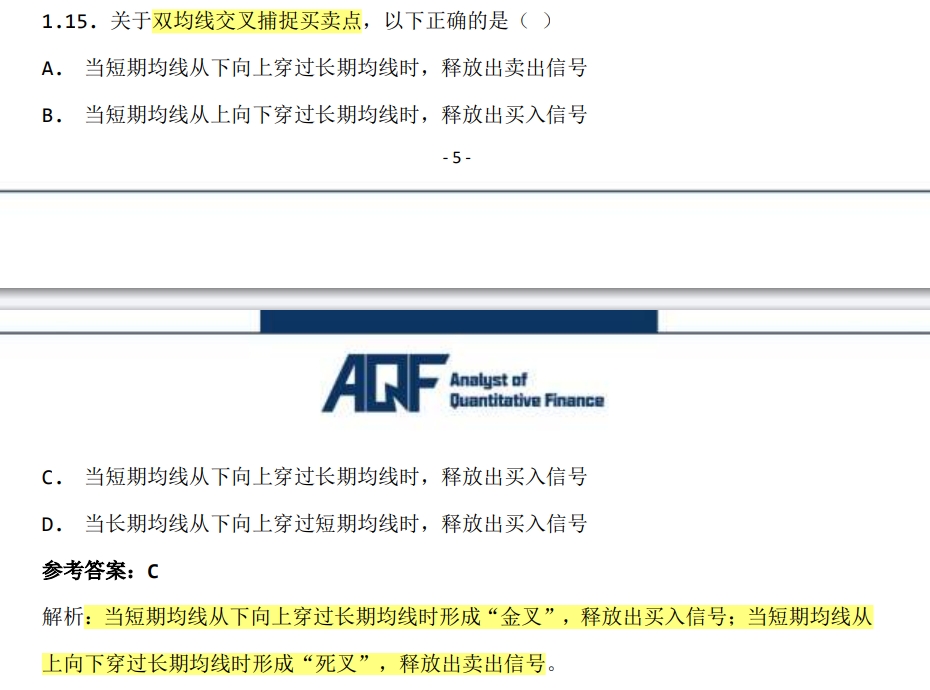 1.15. 关于双均线交叉捕捉买卖点，以下正确的是（ ）
A. 当短期均线从下向上穿过长期均线时，释放出卖出信号
B. 当短期均线从上向下穿过长期均线时，释放出买入信号
-5-
AQF Analyst of
Quantitative Finance
C. 当短期均线从下向上穿过长期均线时，释放出买入信号
D. 当长期均线从下向上穿过短期均线时，释放出买入信号
参考答案：C
解析：当短期均线从下向上穿过长期均线时形成“金叉”，释放出买入信号；当短期均线从
上向下穿过长期均线时形成“死叉”，释放出卖出信号。